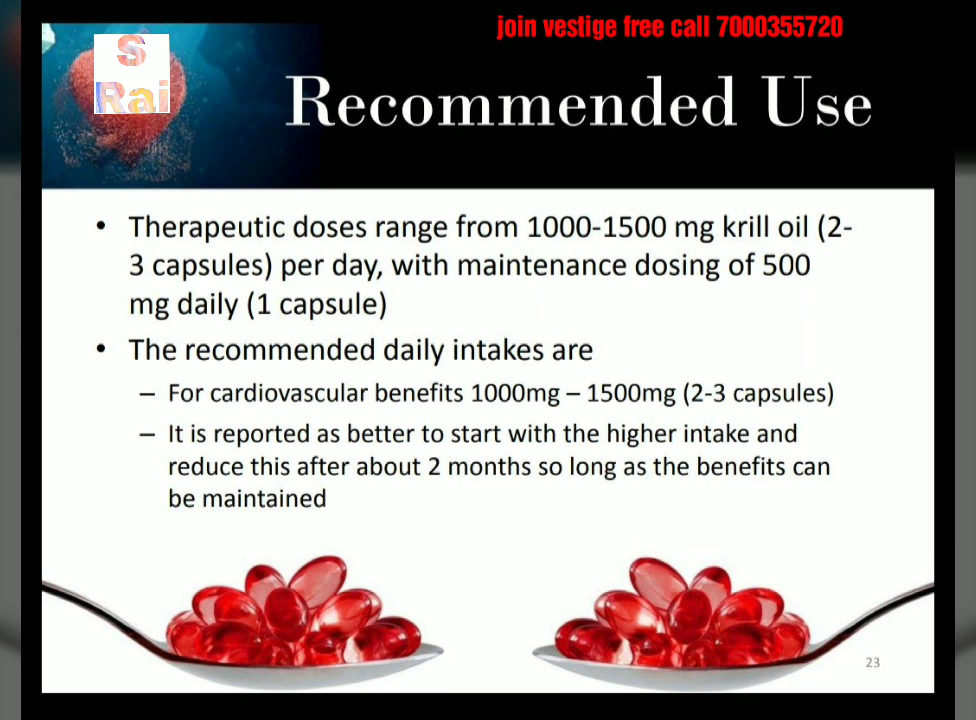 join vestige free call 7000355720
S
Rai
Recommended Use
• Therapeutic doses range from 1000-1500 mg krill oil (2-
3 capsules) per day, with maintenance dosing of 500
mg daily (1 capsule)
• The recommended daily intakes are
– For cardiovascular benefits 1000mg – 1500mg (2-3 capsules)
– It is reported as better to start with the higher intake and
reduce this after about 2 months so long as the benefits can
be maintained
23